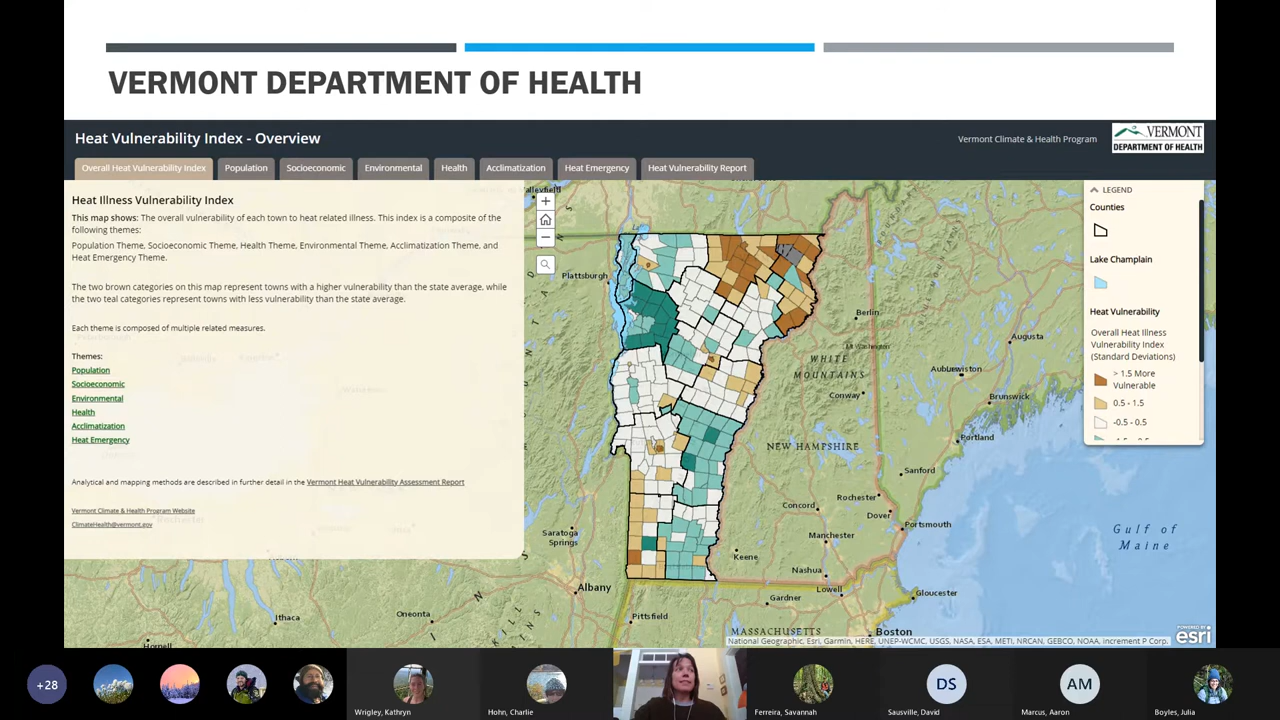 VERMONT DEPARTMENT OF HEALTH
Heat Vulnerability Index - Overview
Vermont Climate & Health Program
VERMONT
DEPARTMENT OF HEALTH
Overall Heat Vulnerability Index
Population
Socioeconomic
Environmental
Health
Acclimatization
Heat Emergency
Heat Vulnerability Report
Heat Illness Vulnerability Index
This map shows: The overall vulnerability of each town to heat related illness. This index is a composite of the
following themes:
Population Theme, Socioeconomic Theme, Health Theme, Environmental Theme, Acclimatization Theme, and
Heat Emergency Theme.
The two brown categories on this map represent towns with a higher vulnerability than the state average, while
the two teal categories represent towns with less vulnerability than the state average.
Each theme is composed of multiple related measures.
Themes:
Population
Socioeconomic
Environmental
Health
Acclimatization
Heat Emergency
Analytical and mapping methods are described in further detail in the Vermont Heat Vulnerability Assessment Report
Vermont Climate & Health Program Website
ClimateHealth@vermont.gov
Plattsburgh
Berlin
Mt Washington
WHITE
MOUNTAINS
Augusta
Conway
Brunswick
Portland
NEW HAMPSHIRE
Sanford
Rochester
Concord
Dover
Portsmouth
Manchester
Saratoga
Springs
Keene
Nashua
Lowell
Gloucester
Gardner
Albany
Pittsfield
Oneonta
Ithaca
Hornell
MASSACHUSETTS
Boston
Gulf of
Maine
LEGEND
Counties
Lake Champlain
Heat Vulnerability
Overall Heat Illness
Vulnerability Index
(Standard Deviations)
> 1.5 More
Vulnerable
0.5 - 1.5
-0.5 - 0.5
National Geographic, Esri, Garmin, HERE, UNEP-WCMC, USGS, NASA, ESA, METI, NRCAN, GEBCO, NOAA, increment P Corp.
POWERED BY
esri
+28
Wrigley, Kathryn
Hohn, Charlie
Ferreira, Savannah
DS
Sausville, David
AM
Marcus, Aaron
Boyles, Julia